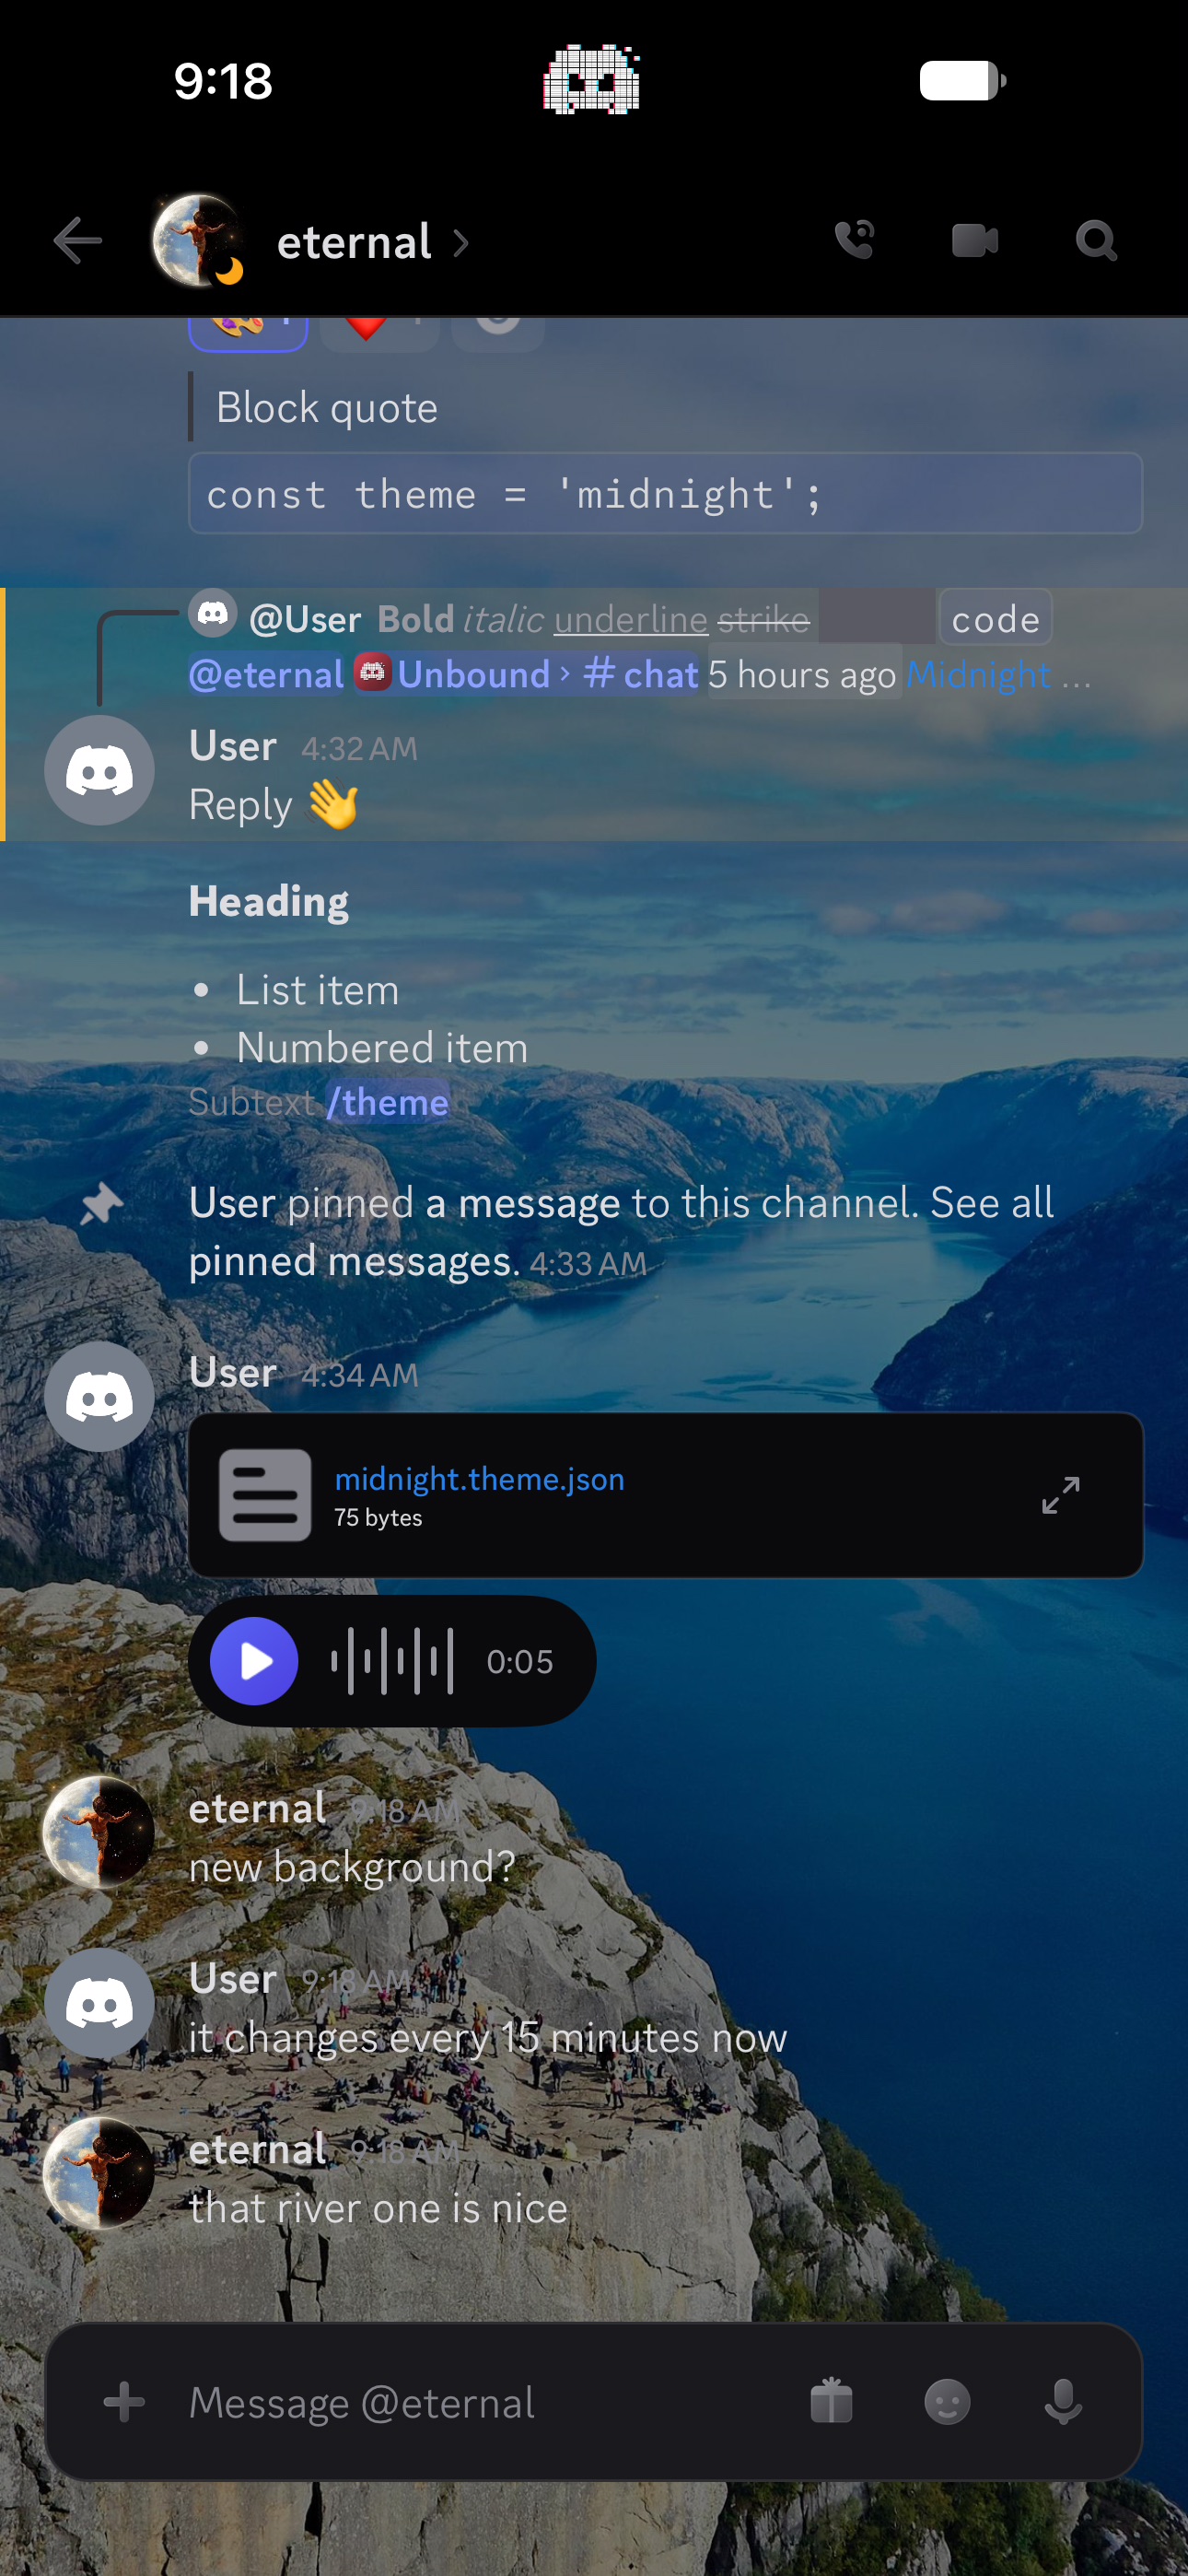 9:18
eternal
Block quote
const theme = 'midnight';
@User Bold italic underline strike code
@eternal Unbound › # chat 5 hours ago Midnight ...
User 4:32 AM
Reply 👋
Heading
• List item
• Numbered item
Subtext /theme
User pinned a message to this channel. See all
pinned messages. 4:33 AM
User 4:34 AM
midnight.theme.json
75 bytes
0:05
eternal 9:18 AM
new background?
User 9:18 AM
it changes every 15 minutes now
eternal 9:18 AM
that river one is nice
Message @eternal